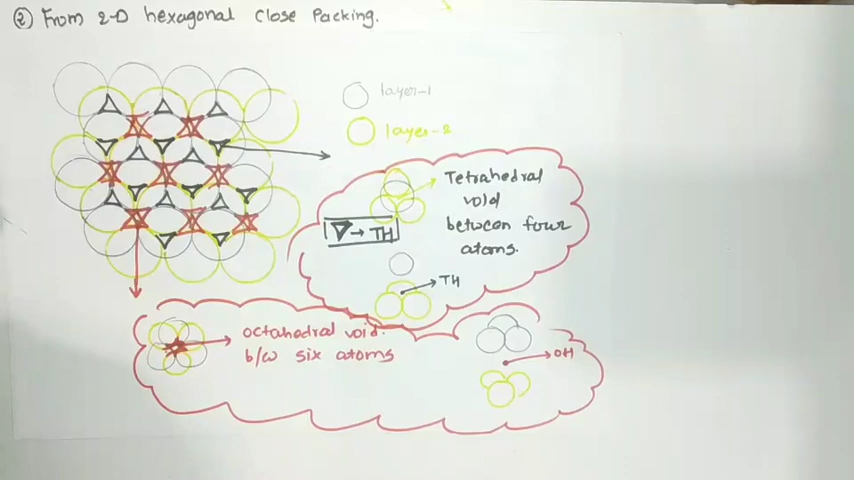 ② From 2-D hexagonal Close Packing.
layer-1
layer-2
Tetrahedral
void
between four
atoms.
▽→ TH
TH
octahedral void.
b/w six atoms
OH